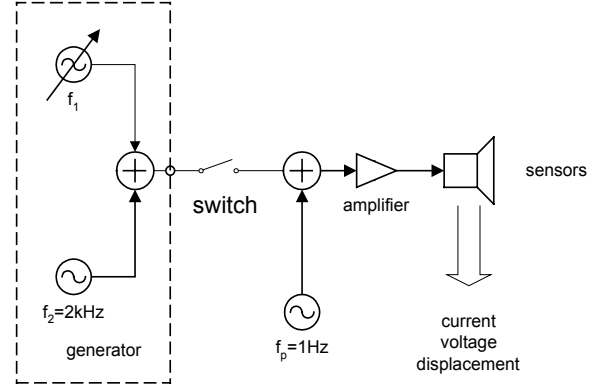 f1
f2=2kHz
generator
switch
fp=1Hz
amplifier
sensors
current
voltage
displacement